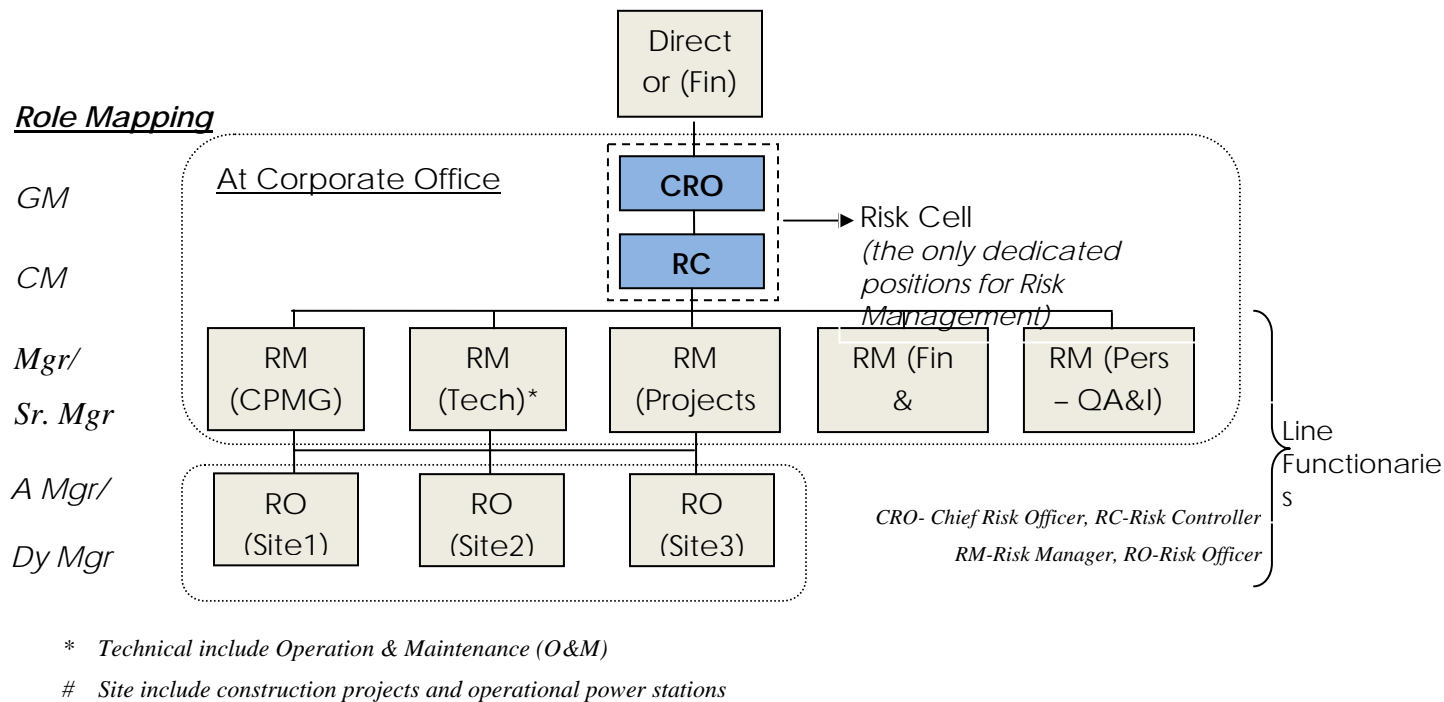 Direct
or (Fin)
Role Mapping
At Corporate Office
GM
CRO
Risk Cell
(the only dedicated
positions for Risk
Management)
CM
RC
Mgr/
Sr. Mgr
RM
(CPMG)
RM
(Tech)*
RM
(Projects
RM (Fin
&
RM (Pers
– QA&I)
Line
Functionarie
s
A Mgr/
Dy Mgr
RO
(Site1)
RO
(Site2)
RO
(Site3)
CRO- Chief Risk Officer, RC-Risk Controller
RM-Risk Manager, RO-Risk Officer
* Technical include Operation & Maintenance (O&M)
# Site include construction projects and operational power stations